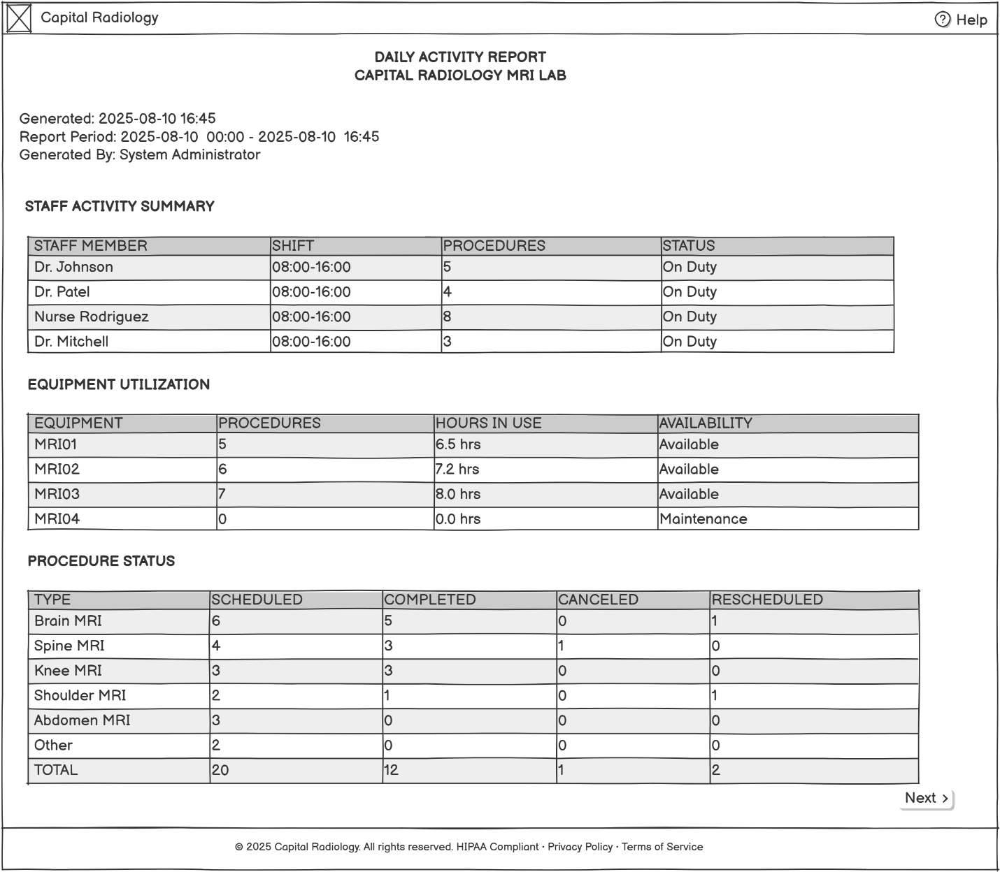 Capital Radiology
Help
DAILY ACTIVITY REPORT
CAPITAL RADIOLOGY MRI LAB
Generated: 2025-08-10 16:45
Report Period: 2025-08-10 00:00 - 2025-08-10 16:45
Generated By: System Administrator
STAFF ACTIVITY SUMMARY
STAFF MEMBER SHIFT PROCEDURES STATUS
Dr. Johnson 08:00-16:00 5 On Duty
Dr. Patel 08:00-16:00 4 On Duty
Nurse Rodriguez 08:00-16:00 8 On Duty
Dr. Mitchell 08:00-16:00 3 On Duty
EQUIPMENT UTILIZATION
EQUIPMENT PROCEDURES HOURS IN USE AVAILABILITY
MRI01 5 6.5 hrs Available
MRI02 6 7.2 hrs Available
MRI03 7 8.0 hrs Available
MRI04 0 0.0 hrs Maintenance
PROCEDURE STATUS
TYPE SCHEDULED COMPLETED CANCELED RESCHEDULED
Brain MRI 6 5 0 1
Spine MRI 4 3 1 0
Knee MRI 3 3 0 0
Shoulder MRI 2 1 0 1
Abdomen MRI 3 0 0 0
Other 2 0 0 0
TOTAL 20 12 1 2
Next >
© 2025 Capital Radiology. All rights reserved. HIPAA Compliant · Privacy Policy · Terms of Service